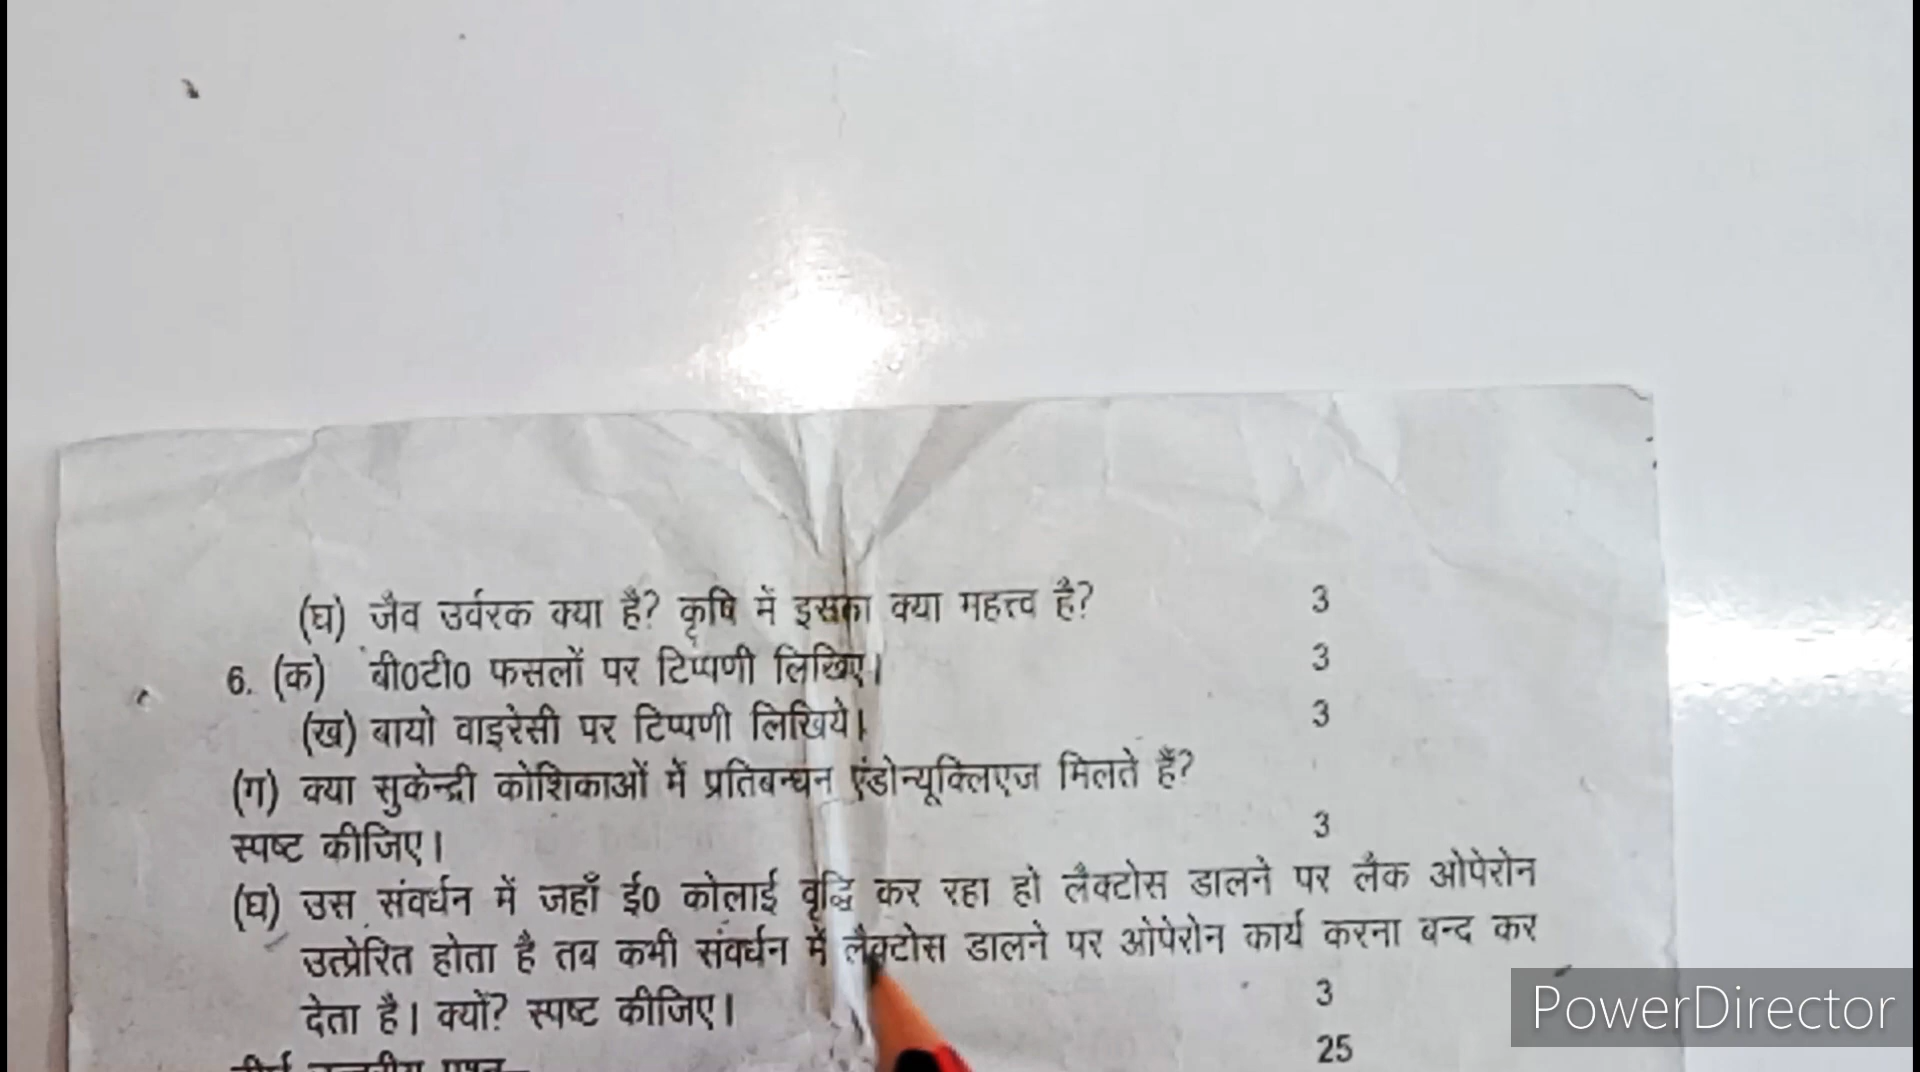 (घ) जैव उर्वरक क्या है? कृषि में इसका क्या महत्त्व है? 3
6. (क) बी0टी0 फसलों पर टिप्पणी लिखिए। 3
(ख) बायो वाइरेसी पर टिप्पणी लिखिये। 3
(ग) क्या सुकेन्द्री कोशिकाओं में प्रतिबन्धन एंडोन्यूक्लिएज मिलते हैं?
स्पष्ट कीजिए। 3
(घ) उस संवर्धन में जहाँ ई0 कोलाई वृद्धि कर रहा हो लैक्टोस डालने पर लैक ओपेरोन
उत्प्रेरित होता है तब कभी संवर्धन में लैक्टोस डालने पर ओपेरोन कार्य करना बन्द कर
देता है। क्यों? स्पष्ट कीजिए। 3
25
PowerDirector